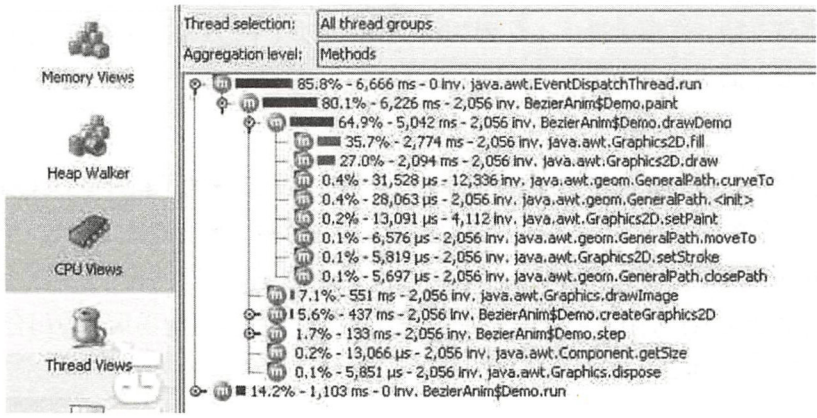 Thread selection: All thread groups
Aggregation level: Methods
Memory Views
Heap Walker
CPU Views
Thread Views
85.8% - 6,666 ms - 0 inv. java.awt.EventDispatchThread.run
80.1% - 6,226 ms - 2,056 inv. BezierAnim$Demo.paint
64.9% - 5,042 ms - 2,056 inv. BezierAnim$Demo.drawDemo
35.7% - 2,774 ms - 2,056 inv. java.awt.Graphics2D.fill
27.0% - 2,094 ms - 2,056 inv. java.awt.Graphics2D.draw
0.4% - 31,528 µs - 12,336 inv. java.awt.geom.GeneralPath.curveTo
0.4% - 28,063 µs - 2,056 inv. java.awt.geom.GeneralPath.<init>
0.2% - 13,091 µs - 4,112 inv. java.awt.Graphics2D.setPaint
0.1% - 6,576 µs - 2,056 inv. java.awt.geom.GeneralPath.moveTo
0.1% - 5,819 µs - 2,056 inv. java.awt.Graphics2D.setStroke
0.1% - 5,697 µs - 2,056 inv. java.awt.geom.GeneralPath.closePath
7.1% - 551 ms - 2,056 inv. java.awt.Graphics.drawImage
5.6% - 437 ms - 2,056 inv. BezierAnim$Demo.createGraphics2D
1.7% - 133 ms - 2,056 inv. BezierAnim$Demo.step
0.2% - 13,066 µs - 2,056 inv. java.awt.Component.getSize
0.1% - 5,851 µs - 2,056 inv. java.awt.Graphics.dispose
14.2% - 1,103 ms - 0 inv. BezierAnim$Demo.run